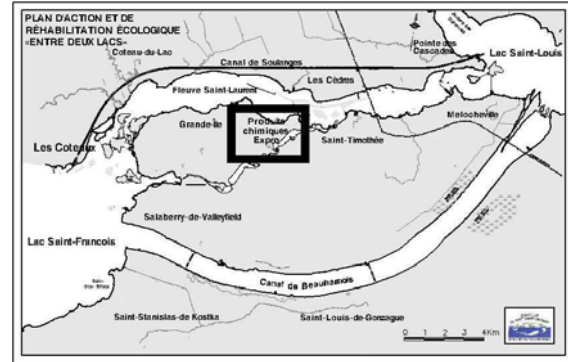 PLAN D'ACTION ET DE
RÉHABILITATION ÉCOLOGIQUE
«ENTRE DEUX LACS»
Coteau-du-Lac
Canal de Soulanges
Pointe des
Cascades
Lac Saint-Louis
Les Cèdres
Fleuve Saint-Laurent
Grande-Île
Produits
chimiques
Expro
Saint-Timothée
Melocheville
Les Coteaux
Salaberry-de-Valleyfield
Lac Saint-François
Canal de Beauharnois
Saint-Stanislas-de-Kostka
Saint-Louis-de-Gonzague
0 1 2 3 4Km